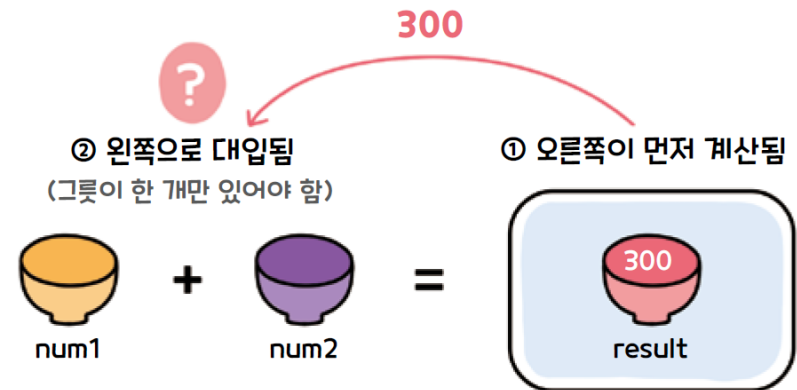 300
?
② 왼쪽으로 대입됨
① 오른쪽이 먼저 계산됨
(그릇이 한 개만 있어야 함)
+ = 300
num1 num2 result